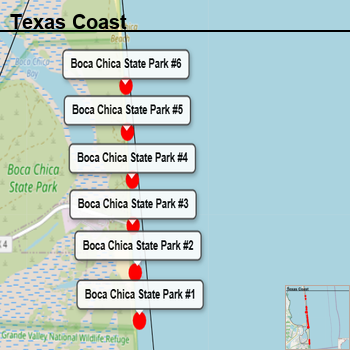 Texas Coast
Brazos
Boca Chica
Bay
Boca Chica State Park #6
Boca Chica State Park #5
Boca Chica State Park #4
Boca Chica
State Park
Boca Chica State Park #3
4
Boca Chica State Park #2
Boca Chica State Park #1
Grande Valley National Wildlife Refuge
Texas Coast